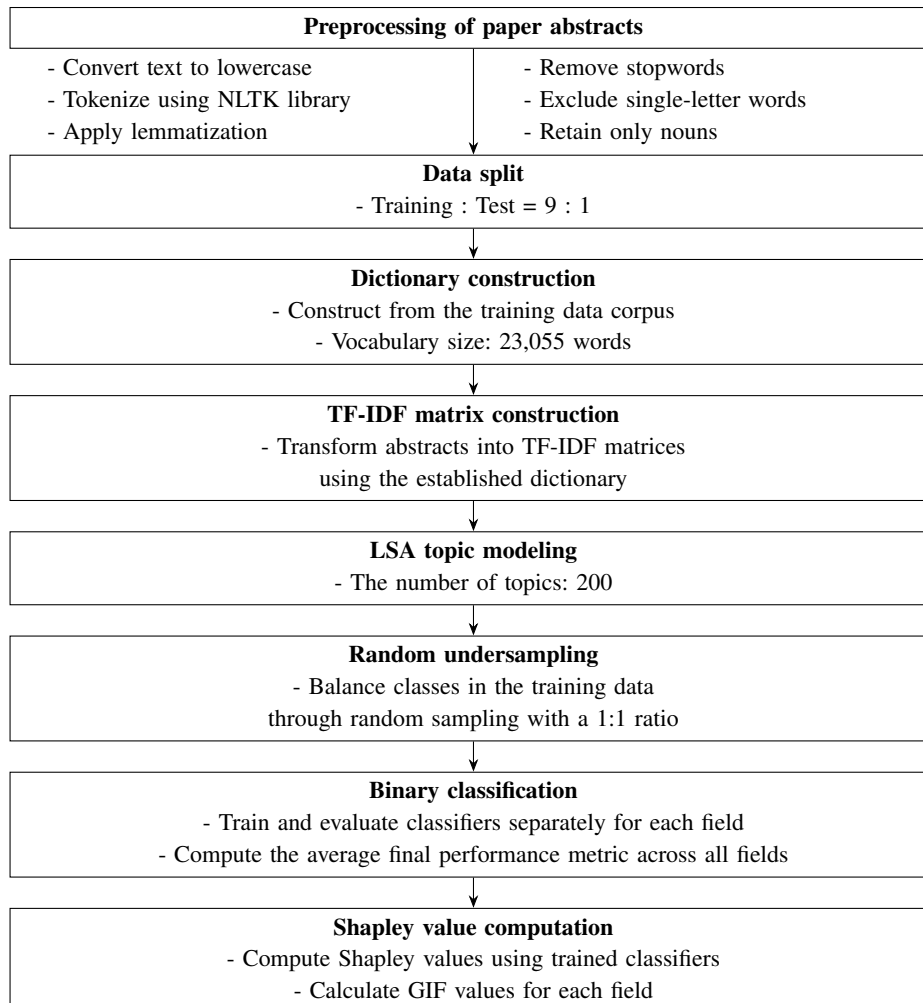 Preprocessing of paper abstracts
- Convert text to lowercase
- Tokenize using NLTK library
- Apply lemmatization
- Remove stopwords
- Exclude single-letter words
- Retain only nouns
Data split
- Training : Test = 9 : 1
Dictionary construction
- Construct from the training data corpus
- Vocabulary size: 23,055 words
TF-IDF matrix construction
- Transform abstracts into TF-IDF matrices
using the established dictionary
LSA topic modeling
- The number of topics: 200
Random undersampling
- Balance classes in the training data
through random sampling with a 1:1 ratio
Binary classification
- Train and evaluate classifiers separately for each field
- Compute the average final performance metric across all fields
Shapley value computation
- Compute Shapley values using trained classifiers
- Calculate GIF values for each field